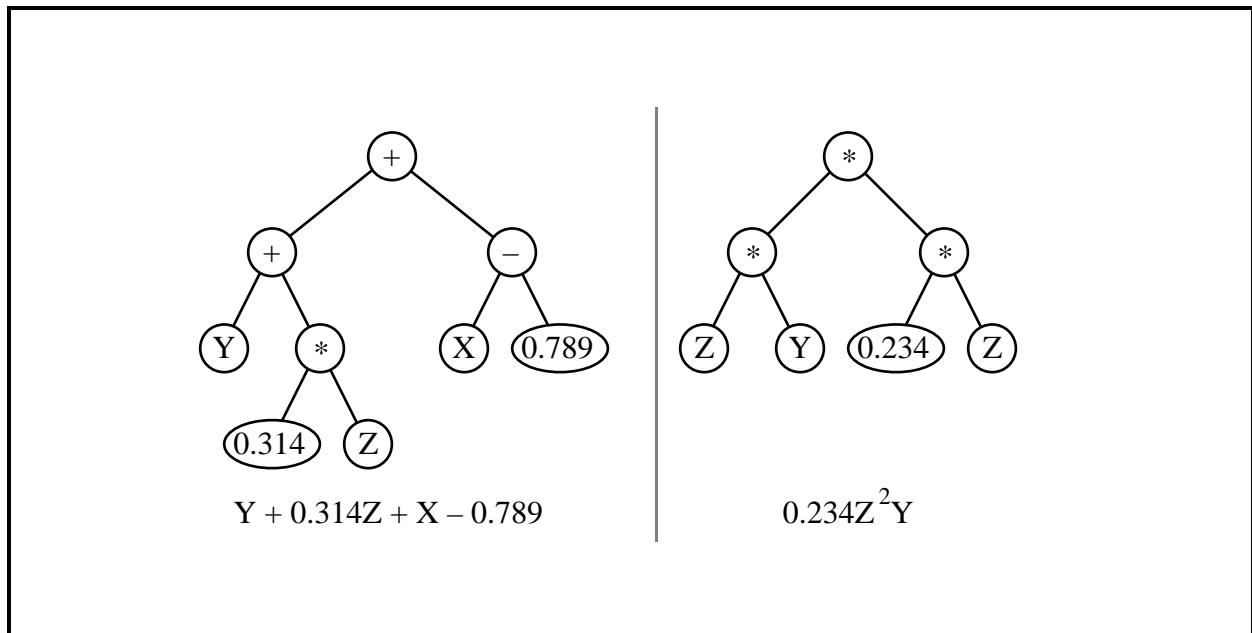 + *
+ – * *
Y * X 0.789 Z Y 0.234 Z
0.314 Z
Y + 0.314Z + X – 0.789 0.234Z²Y